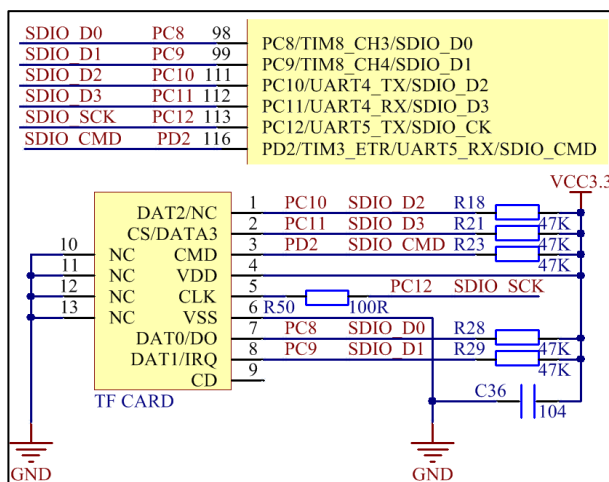 SDIO_D0 PC8 98 PC8/TIM8_CH3/SDIO_D0
SDIO_D1 PC9 99 PC9/TIM8_CH4/SDIO_D1
SDIO_D2 PC10 111 PC10/UART4_TX/SDIO_D2
SDIO_D3 PC11 112 PC11/UART4_RX/SDIO_D3
SDIO_SCK PC12 113 PC12/UART5_TX/SDIO_CK
SDIO_CMD PD2 116 PD2/TIM3_ETR/UART5_RX/SDIO_CMD
VCC3.3
DAT2/NC 1 PC10 SDIO_D2 R18 47K
CS/DATA3 2 PC11 SDIO_D3 R21 47K
10 NC CMD 3 PD2 SDIO_CMD R23 47K
11 NC VDD 4
12 NC CLK 5 R50 100R PC12 SDIO_SCK
13 NC VSS 6
DAT0/DO 7 PC8 SDIO_D0 R28 47K
DAT1/IRQ 8 PC9 SDIO_D1 R29 47K
CD 9
TF CARD
C36 104
GND GND